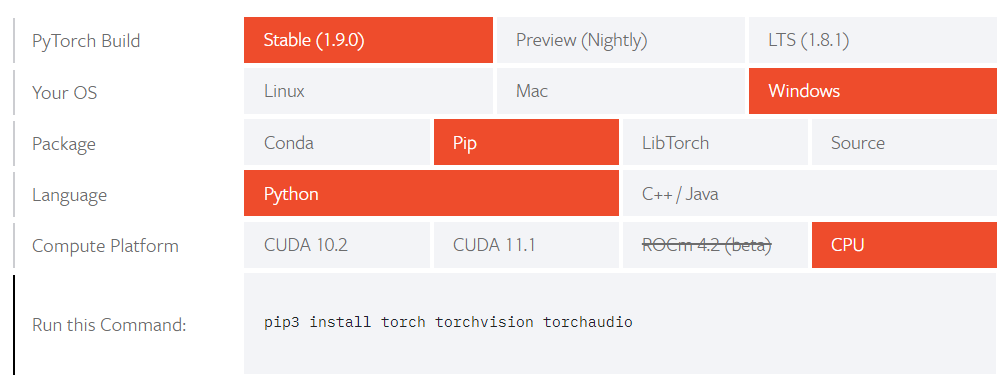 PyTorch Build Stable (1.9.0) Preview (Nightly) LTS (1.8.1)
Your OS Linux Mac Windows
Package Conda Pip LibTorch Source
Language Python C++ / Java
Compute Platform CUDA 10.2 CUDA 11.1 ROCm 4.2 (beta) CPU
Run this Command: pip3 install torch torchvision torchaudio